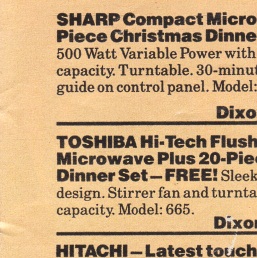 SHARP Compact Micro
Piece Christmas Dinne
500 Watt Variable Power with
capacity. Turntable. 30-minut
guide on control panel. Model:
Dixo
TOSHIBA Hi-Tech Flush
Microwave Plus 20-Pie
Dinner Set – FREE! Sleek
design. Stirrer fan and turnta
capacity. Model: 665.
Dixon
HITACHI – Latest touch